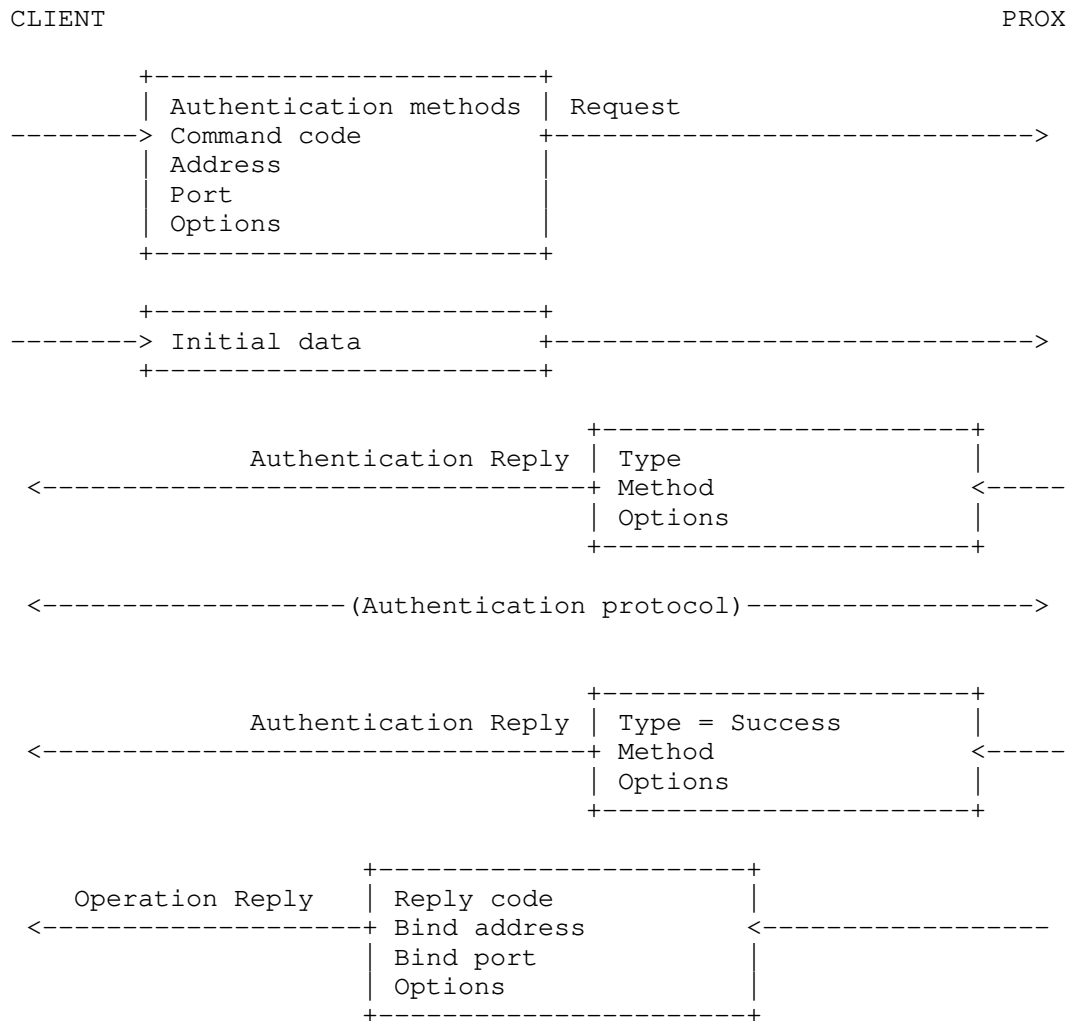 CLIENT PROX
Authentication methods Request
Command code
Address
Port
Options
Initial data
Authentication Reply Type
Method
Options
(Authentication protocol)
Authentication Reply Type = Success
Method
Options
Operation Reply Reply code
Bind address
Bind port
Options